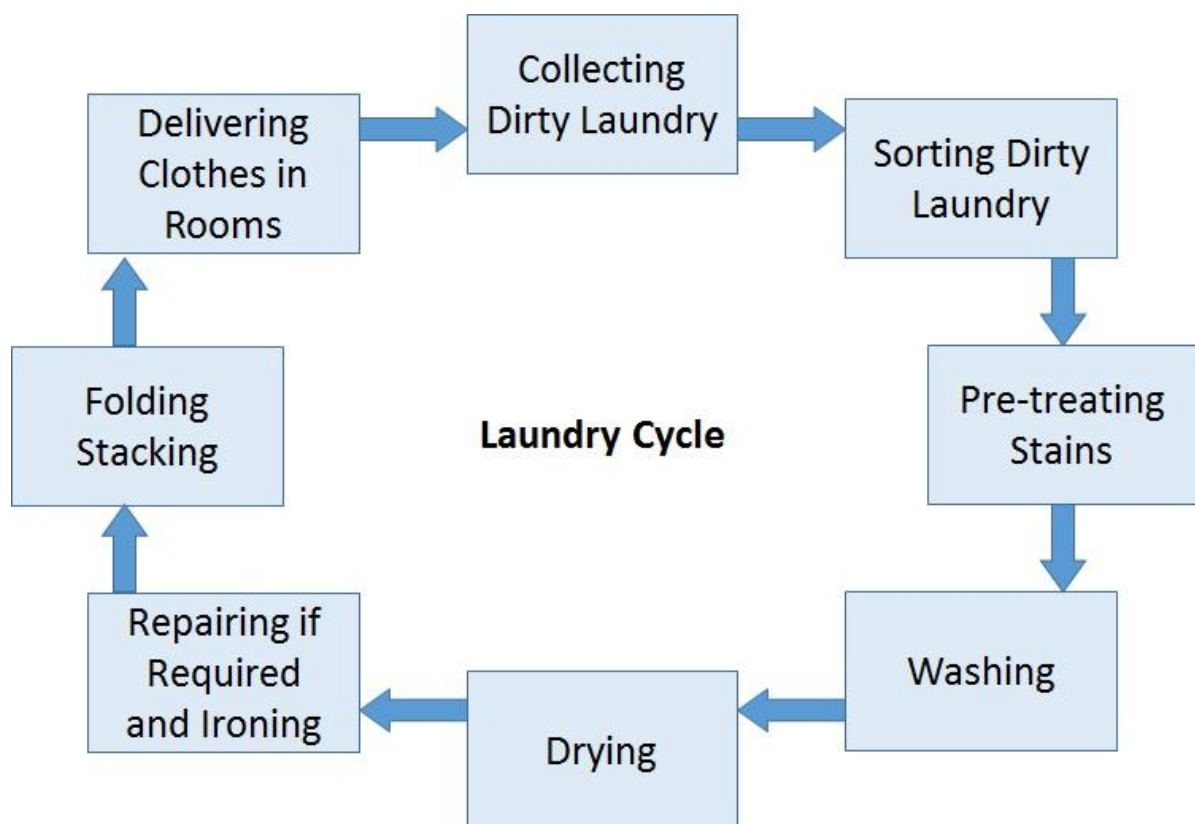 Collecting
Dirty Laundry
Sorting Dirty
Laundry
Pre-treating
Stains
Washing
Drying
Repairing if
Required
and Ironing
Folding
Stacking
Delivering
Clothes in
Rooms
Laundry Cycle